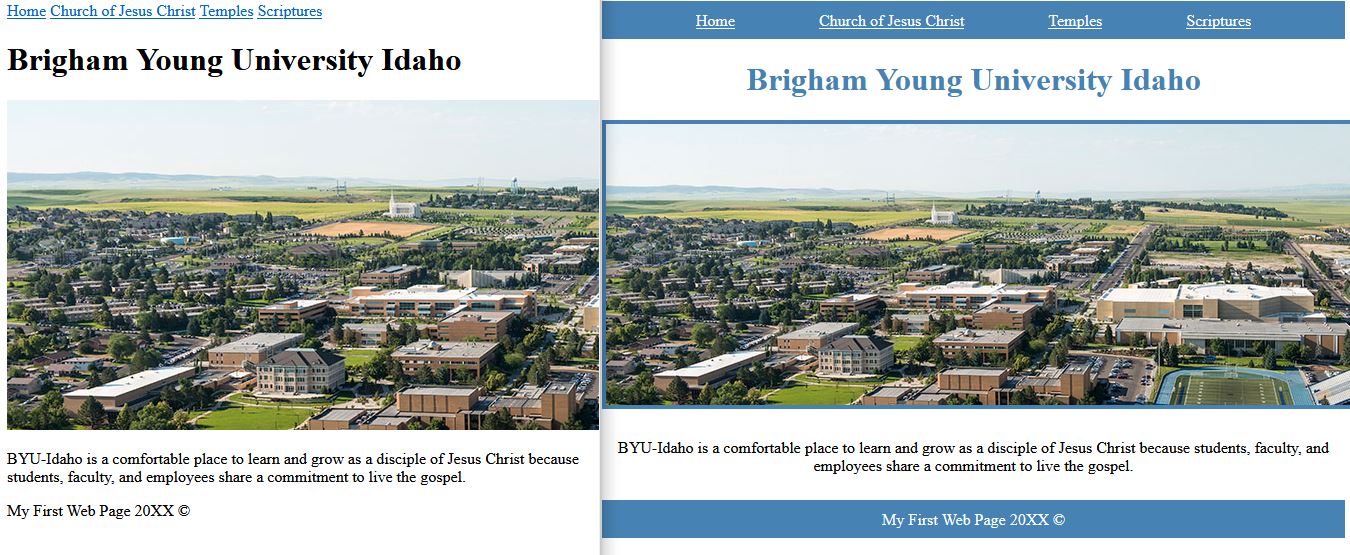 Home Church of Jesus Christ Temples Scriptures
Brigham Young University Idaho
BYU-Idaho is a comfortable place to learn and grow as a disciple of Jesus Christ because
students, faculty, and employees share a commitment to live the gospel.
My First Web Page 20XX ©
Home Church of Jesus Christ Temples Scriptures
Brigham Young University Idaho
BYU-Idaho is a comfortable place to learn and grow as a disciple of Jesus Christ because students, faculty, and
employees share a commitment to live the gospel.
My First Web Page 20XX ©